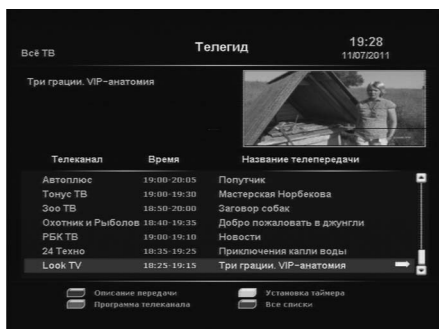 Всё ТВ
Телегид
19:28
11/07/2011
Три грации. VIP-анатомия
Телеканал Время Название телепередачи
Автоплюс 19:00-20:05 Попутчик
Тонус ТВ 19:00-19:30 Мастерская Норбекова
Зоо ТВ 18:50-20:00 Заговор собак
Охотник и Рыболов 18:40-19:35 Добро пожаловать в джунгли
РБК ТВ 19:00-19:10 Новости
24 Техно 18:35-19:25 Приключения капли воды
Look TV 18:25-19:15 Три грации. VIP-анатомия
Описание передачи Установка таймера
Программа телеканала Все списки